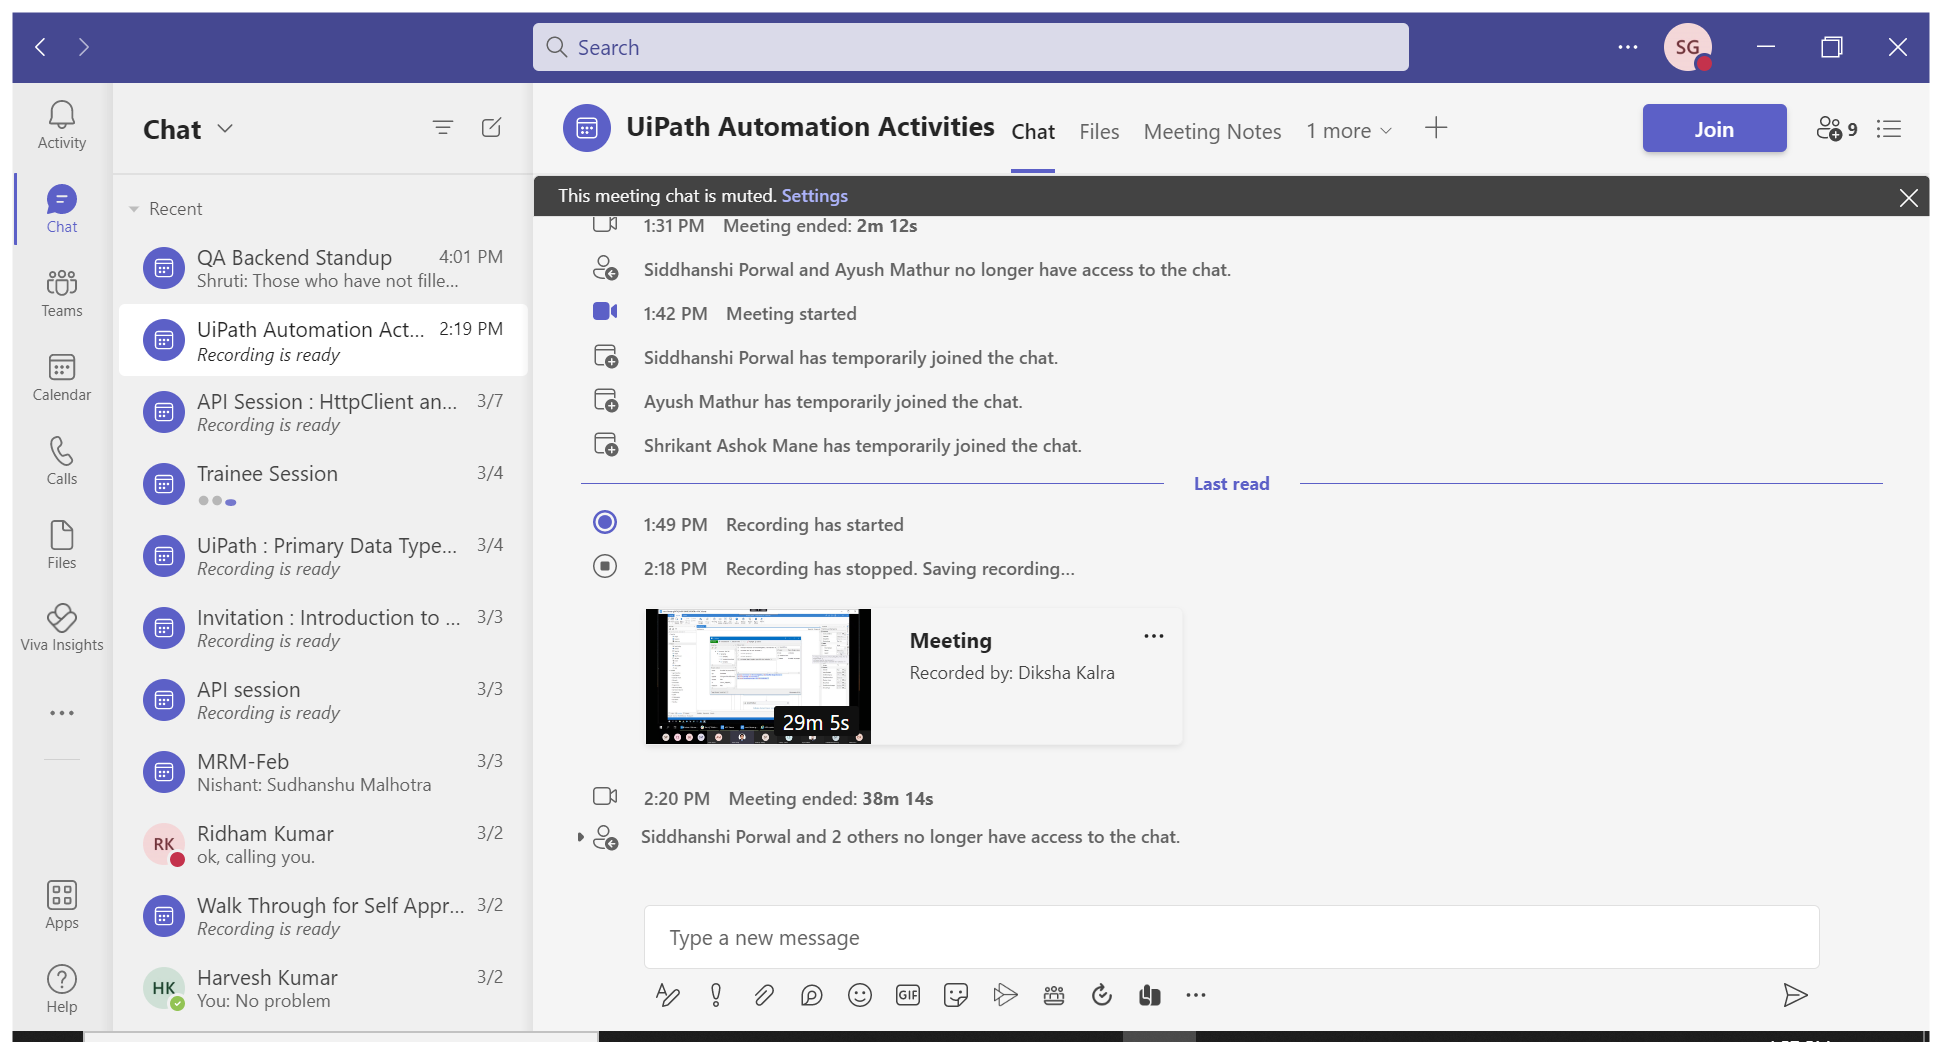 Search
SG
Activity
Chat
Teams
Calendar
Calls
Files
Viva Insights
Apps
Help
Chat
Recent
QA Backend Standup 4:01 PM
Shruti: Those who have not fille...
UiPath Automation Act... 2:19 PM
Recording is ready
API Session : HttpClient an... 3/7
Recording is ready
Trainee Session 3/4
UiPath : Primary Data Type... 3/4
Recording is ready
Invitation : Introduction to ... 3/3
Recording is ready
API session 3/3
Recording is ready
MRM-Feb 3/3
Nishant: Sudhanshu Malhotra
RK Ridham Kumar 3/2
ok, calling you.
Walk Through for Self Appr... 3/2
Recording is ready
HK Harvesh Kumar 3/2
You: No problem
UiPath Automation Activities Chat Files Meeting Notes 1 more Join 9
This meeting chat is muted. Settings
1:31 PM Meeting ended: 2m 12s
Siddhanshi Porwal and Ayush Mathur no longer have access to the chat.
1:42 PM Meeting started
Siddhanshi Porwal has temporarily joined the chat.
Ayush Mathur has temporarily joined the chat.
Shrikant Ashok Mane has temporarily joined the chat.
Last read
1:49 PM Recording has started
2:18 PM Recording has stopped. Saving recording...
Meeting
Recorded by: Diksha Kalra
29m 5s
2:20 PM Meeting ended: 38m 14s
Siddhanshi Porwal and 2 others no longer have access to the chat.
Type a new message
GIF